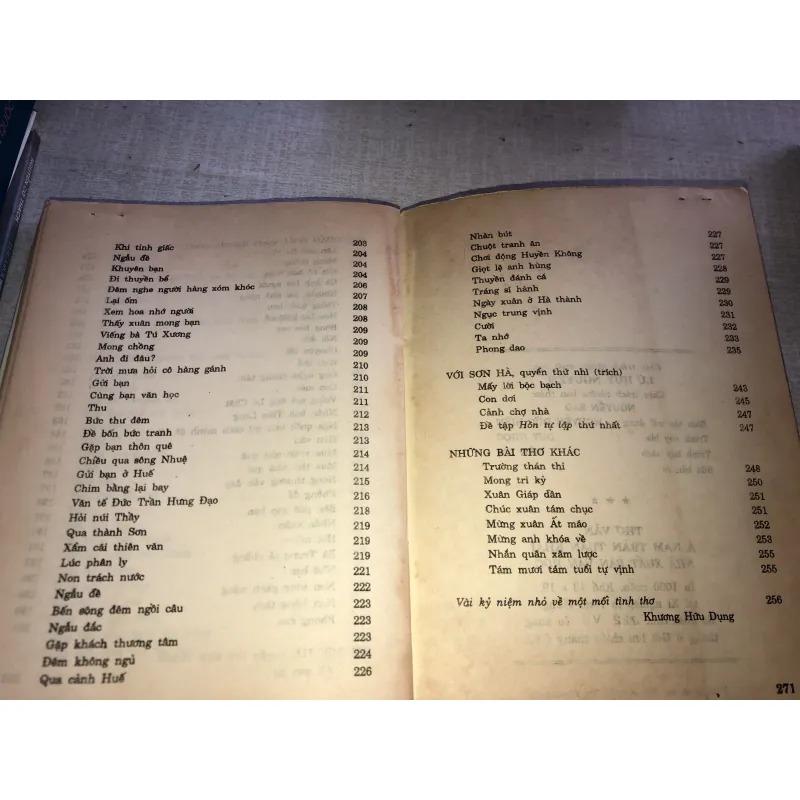 Khi tỉnh giấc 203
Ngẫu đề 204
Khuyên bạn 204
Đi thuyền bể 204
Đêm nghe người hàng xóm khóc 206
Lại ốm 207
Xem hoa nhớ người 208
Thấy xuân mong bạn 208
Viếng bà Tú Xương 209
Mong chồng 209
Anh đi đâu? 210
Trời mưa hỏi cô hàng gánh 210
Gửi bạn 211
Cùng bạn văn học 211
Thu 211
Bức thư đêm 212
Đề bốn bức tranh 213
Gặp bạn thôn quê 214
Chiều qua sông Nhuệ 214
Gửi bạn ở Huế 214
Chim bằng lại bay 216
Văn tế Đức Trần Hưng Đạo 216
Hỏi núi Thầy 218
Qua thành Sơn 219
Xẩm cải thiên văn 219
Lúc phân ly 219
Non trách nước 221
Ngẫu đề 222
Bến sông đêm ngồi câu 223
Ngẫu đắc 223
Gặp khách thương tâm 223
Đêm không ngủ 224
Qua cảnh Huế 226
Nhàn bút 227
Chuột tranh ăn 227
Chơi động Huyền Không 227
Giọt lệ anh hùng 228
Thuyền đánh cá 229
Tráng sĩ hành 229
Ngày xuân ở Hà thành 230
Ngục trung vịnh 231
Cười 232
Ta nhớ 233
Phong dao 235
VỚI SƠN HÀ, quyển thứ nhì (trích)
Mấy lời bộc bạch 243
Con dơi 245
Cảnh chợ nhà 247
Đề tập Hồn tự lập thứ nhất 247
NHỮNG BÀI THƠ KHÁC
Trường thán thi 248
Mong tri kỷ 250
Xuân Giáp dần 251
Chúc xuân tám chục 251
Mừng xuân Ất mão 252
Mừng anh khóa về 253
Nhắn quân xâm lược 255
Tám mươi tám tuổi tự vịnh 255
Vài kỷ niệm nhỏ về một mối tình thơ 256
Khương Hữu Dụng
271